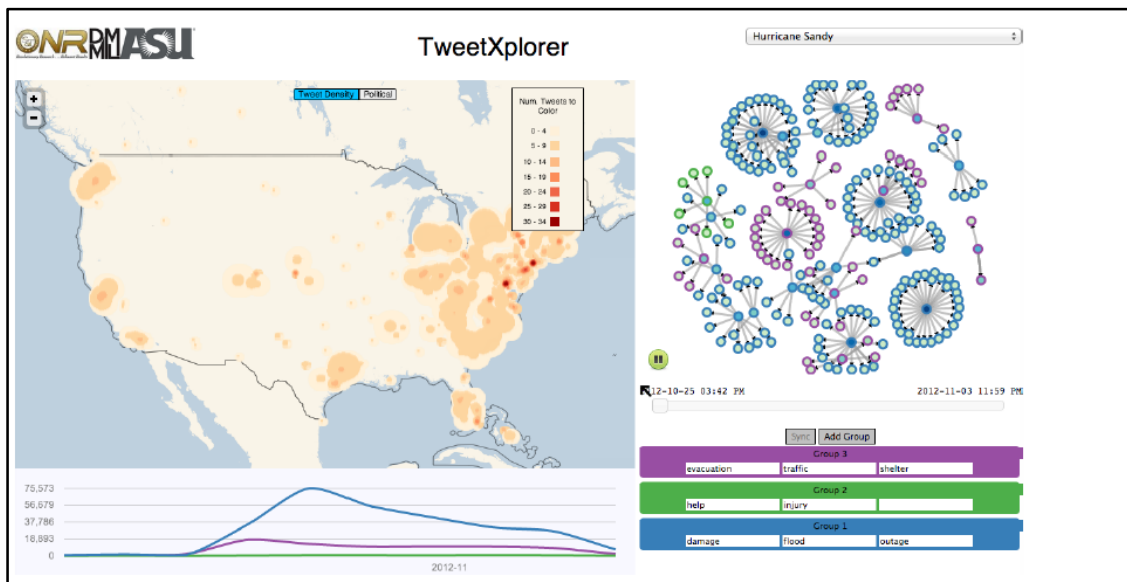 ONR DM ML ASU
TweetXplorer
Hurricane Sandy
+
−
Tweet Density Political
Num. Tweets to
Color
0 - 4
5 - 9
10 - 14
15 - 19
20 - 24
25 - 29
30 - 34
12-10-25 03:42 PM 2012-11-03 11:59 PM
Sync Add Group
Group 3
evacuation traffic shelter
Group 2
help injury
Group 1
damage flood outage
75,573
56,679
37,786
18,893
0
2012-11